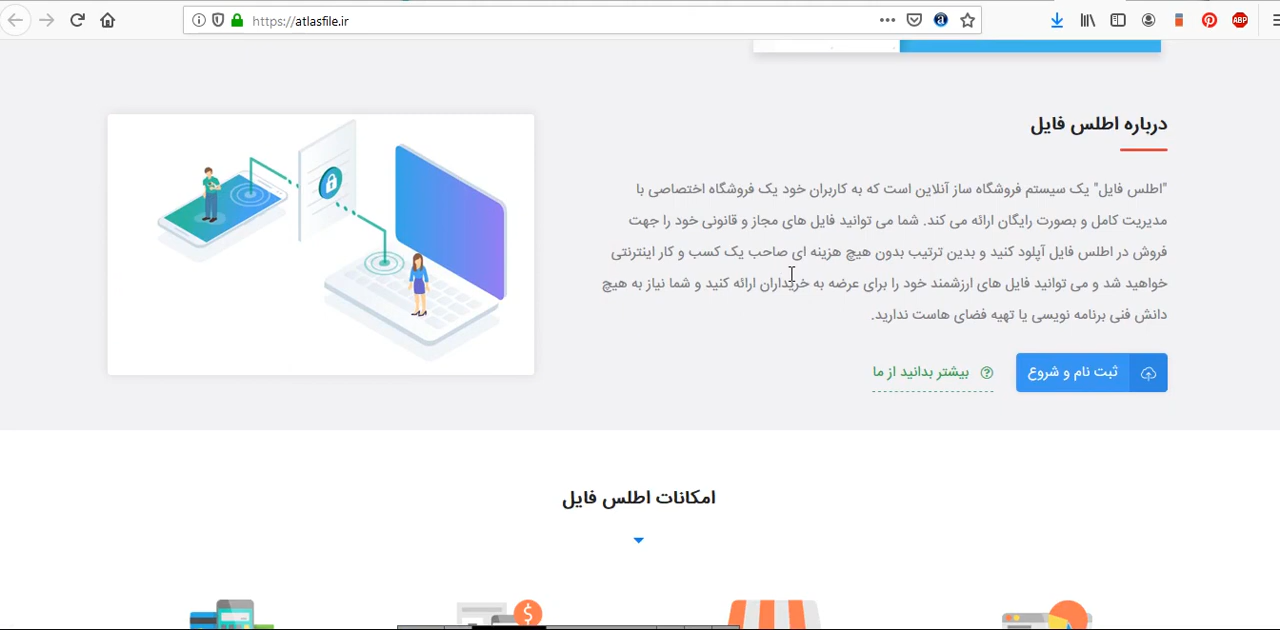 https://atlasfile.ir
ABP
درباره اطلس فایل
"اطلس فایل" یک سیستم فروشگاه ساز آنلاین است که به کاربران خود یک فروشگاه اختصاصی با
مدیریت کامل و بصورت رایگان ارائه می کند. شما می توانید فایل های مجاز و قانونی خود را جهت
فروش در اطلس فایل آپلود کنید و بدین ترتیب بدون هیچ هزینه ای صاحب یک کسب و کار اینترنتی
خواهید شد و می توانید فایل های ارزشمند خود را برای عرضه به خریداران ارائه کنید و شما نیاز به هیچ
دانش فنی برنامه نویسی یا تهیه فضای هاست ندارید.
ثبت نام و شروع
بیشتر بدانید از ما
امکانات اطلس فایل